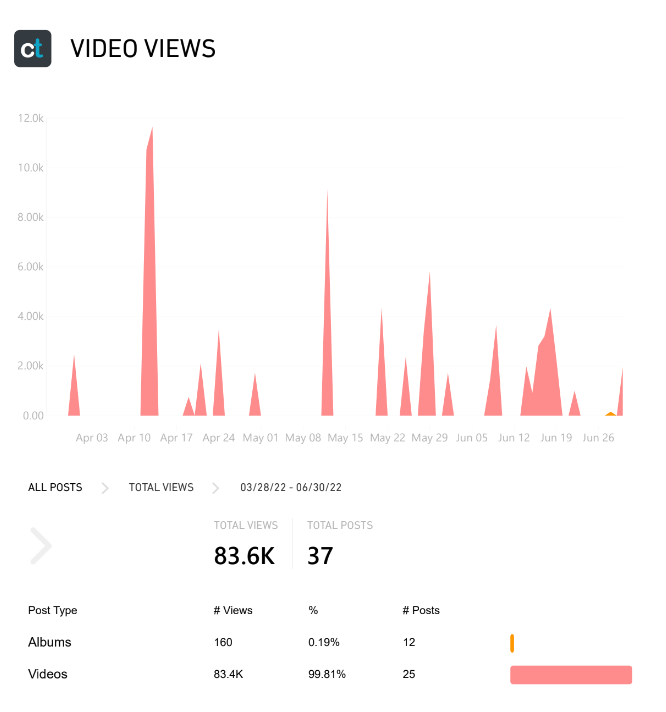 ct VIDEO VIEWS
12.0k
10.0k
8.00k
6.00k
4.00k
2.00k
0.00
Apr 03 Apr 10 Apr 17 Apr 24 May 01 May 08 May 15 May 22 May 29 Jun 05 Jun 12 Jun 19 Jun 26
ALL POSTS TOTAL VIEWS 03/28/22 - 06/30/22
TOTAL VIEWS TOTAL POSTS
83.6K 37
Post Type # Views % # Posts
Albums 160 0.19% 12
Videos 83.4K 99.81% 25